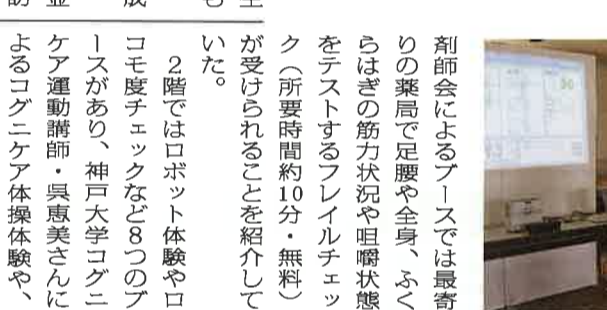 剤師会によるブースでは最寄
りの薬局で足腰や全身、ふく
らはぎの筋力状況や咀嚼状態
をテストするフレイルチェッ
ク（所要時間約10分・無料）
が受けられることを紹介して
いた。
　２階ではロボット体験やロ
コモ度チェックなど８つのブ
ースがあり、神戸大学コグニ
ケア運動講師・呉恵美さんに
よるコグニケア体操体験や、